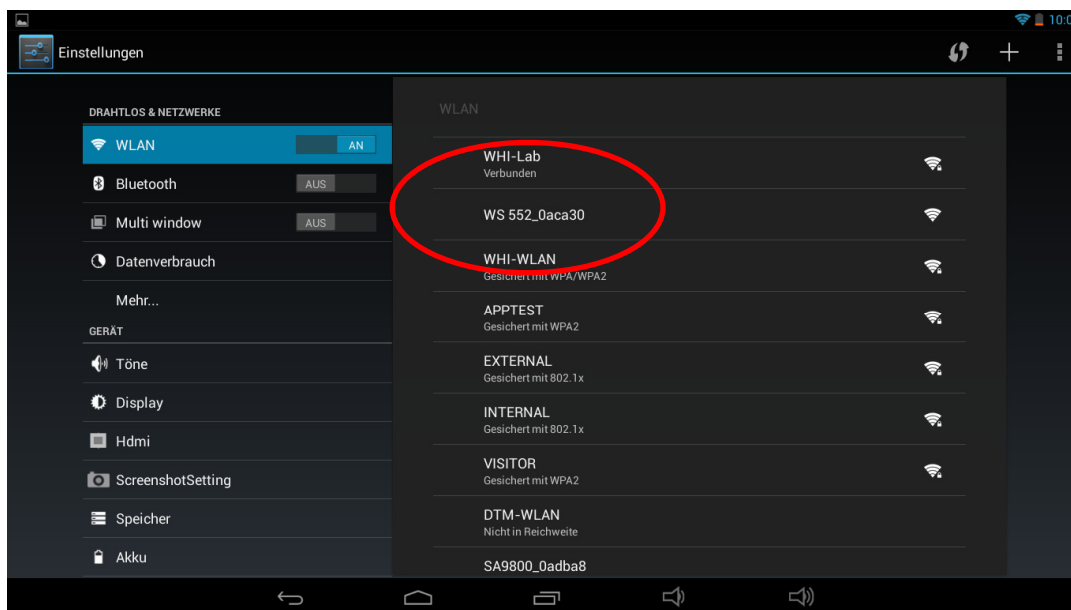 10:0
Einstellungen
DRAHTLOS & NETZWERKE
WLAN AN
Bluetooth AUS
Multi window AUS
Datenverbrauch
Mehr...
GERÄT
Töne
Display
Hdmi
ScreenshotSetting
Speicher
Akku
WLAN
WHI-Lab
Verbunden
WS 552_0aca30
WHI-WLAN
Gesichert mit WPA/WPA2
APPTEST
Gesichert mit WPA2
EXTERNAL
Gesichert mit 802.1x
INTERNAL
Gesichert mit 802.1x
VISITOR
Gesichert mit WPA2
DTM-WLAN
Nicht in Reichweite
SA9800_0adba8